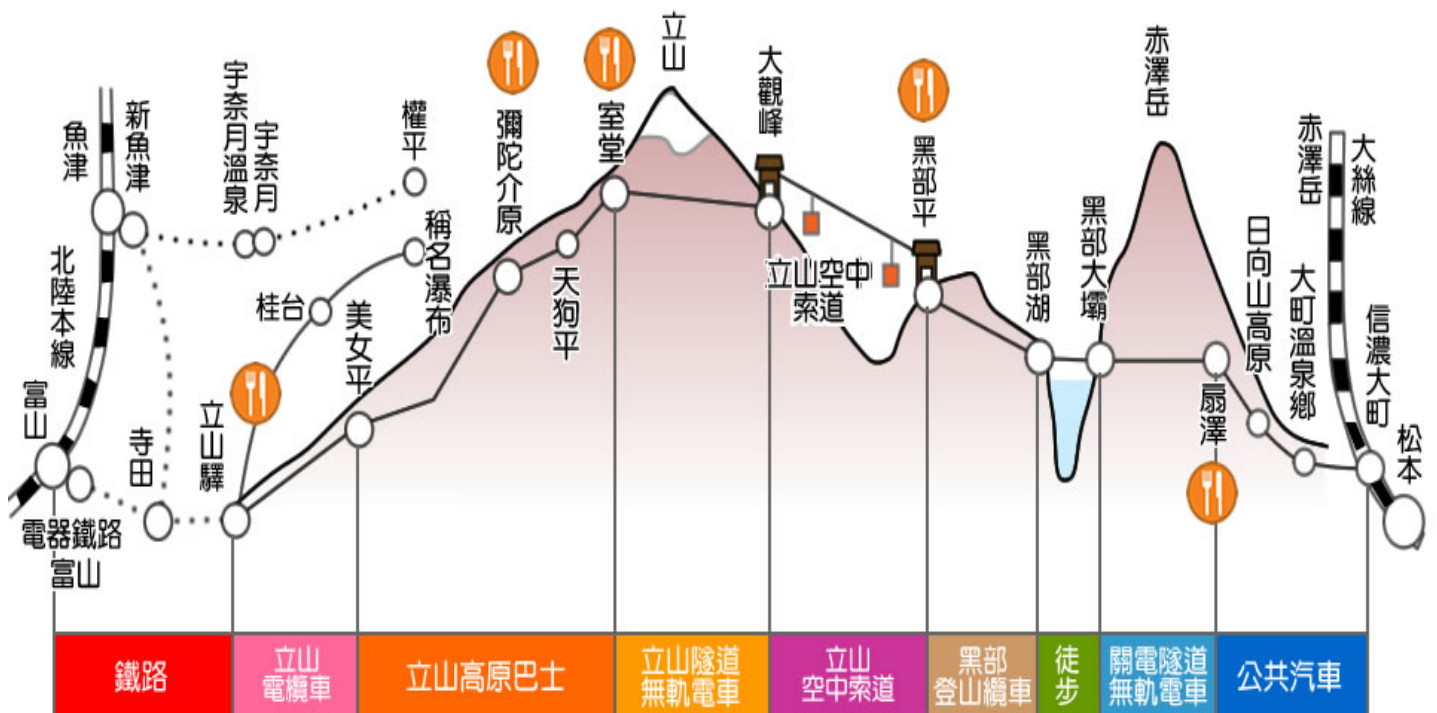 立山
赤澤岳
大觀峰
宇奈月溫泉
宇奈月
權平
彌陀介原
室堂
黑部平
魚津
新魚津
赤澤岳
大絲線
稱名瀑布
黑部湖
黑部大壩
日向山高原
大町溫泉鄉
北陸本線
桂台
美女平
天狗平
立山空中
索道
信濃大町
富山
寺田
立山驛
扇澤
松本
電器鐵路
富山
鐵路
立山
電纜車
立山高原巴士
立山隧道
無軌電車
立山
空中索道
黑部
登山纜車
徒
步
關電隧道
無軌電車
公共汽車